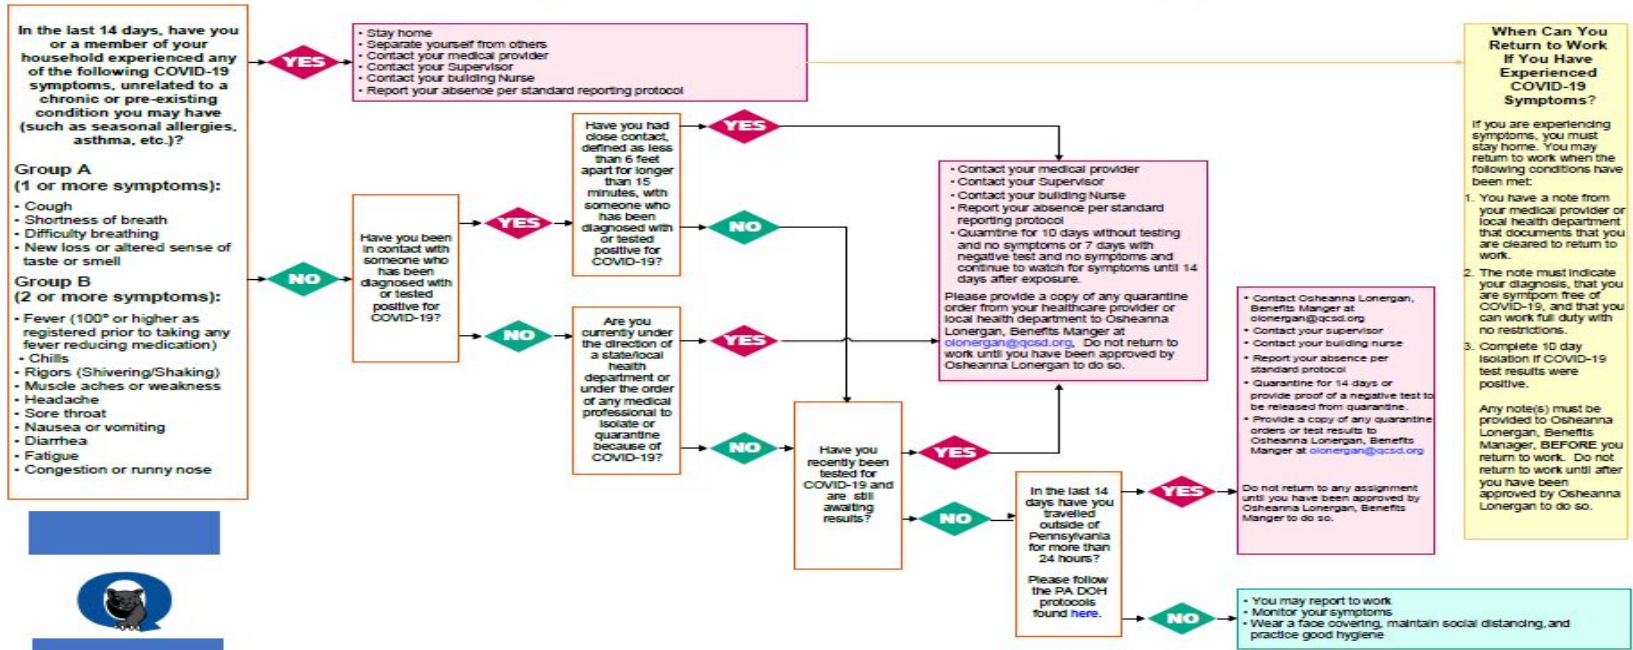 In the last 14 days, have you
or a member of your
household experienced any
of the following COVID-19
symptoms, unrelated to a
chronic or pre-existing
condition you may have
(such as seasonal allergies,
asthma, etc.)?
Group A
(1 or more symptoms):
• Cough
• Shortness of breath
• Difficulty breathing
• New loss or altered sense of
taste or smell
Group B
(2 or more symptoms):
• Fever (100° or higher as
registered prior to taking any
fever reducing medication)
• Chills
• Rigors (Shivering/Shaking)
• Muscle aches or weakness
• Headache
• Sore throat
• Nausea or vomiting
• Diarrhea
• Fatigue
• Congestion or runny nose
YES
• Stay home
• Separate yourself from others
• Contact your medical provider
• Contact your Supervisor
• Contact your building Nurse
• Report your absence per standard reporting protocol
NO
Have you been
in contact with
someone who
has been
diagnosed with
or tested
positive for
COVID-19?
YES
Have you had
close contact,
defined as less
than 6 feet
apart for longer
than 15
minutes, with
someone who
has been
diagnosed with
or tested
positive for
COVID-19?
YES
NO
NO
Are you
currently under
the direction of
a state/local
health
department or
under the order
of any medical
professional to
isolate or
quarantine
because of
COVID-19?
YES
NO
• Contact your medical provider
• Contact your Supervisor
• Contact your building Nurse
• Report your absence per standard
reporting protocol
• Quarntine for 10 days without testing
and no symptoms or 7 days with
negative test and no symptoms and
continue to watch for symptoms until 14
days after exposure.
Please provide a copy of any quarantine
order from your healthcare provider or
local health department to Osheanna
Lonergan, Benefits Manger at
olonergan@qcsd.org. Do not return to
work until you have been approved by
Osheanna Lonergan to do so.
Have you
recently been
tested for
COVID-19 and
are still
awaiting
results?
YES
NO
In the last 14
days have you
travelled
outside of
Pennsylvania
for more than
24 hours?
Please follow
the PA DOH
protocols
found here.
YES
• Contact Osheanna Lonergan,
Benefits Manger at
olonergan@qcsd.org
• Contact your supervisor
• Contact your building nurse
• Report your absence per
standard protocol
• Quarantine for 14 days or
provide proof of a negative test to
be released from quarantine.
• Provide a copy of any quarantine
orders or test results to
Osheanna Lonergan, Benefits
Manger at olonergan@qcsd.org
Do not return to any assignment
until you have been approved by
Osheanna Lonergan, Benefits
Manger to do so.
NO
• You may report to work
• Monitor your symptoms
• Wear a face covering, maintain social distancing, and
practice good hygiene
When Can You
Return to Work
If You Have
Experienced
COVID-19
Symptoms?
If you are experiencing
symptoms, you must
stay home. You may
return to work when the
following conditions have
been met:
1. You have a note from
your medical provider or
local health department
that documents that you
are cleared to return to
work.
2. The note must indicate
your diagnosis, that you
are symtpom free of
COVID-19, and that you
can work full duty with
no restrictions.
3. Complete 10 day
isolation if COVID-19
test results were
positive.
Any note(s) must be
provided to Osheanna
Lonergan, Benefits
Manager, BEFORE you
return to work. Do not
return to work until after
you have been
approved by Osheanna
Lonergan to do so.
Q